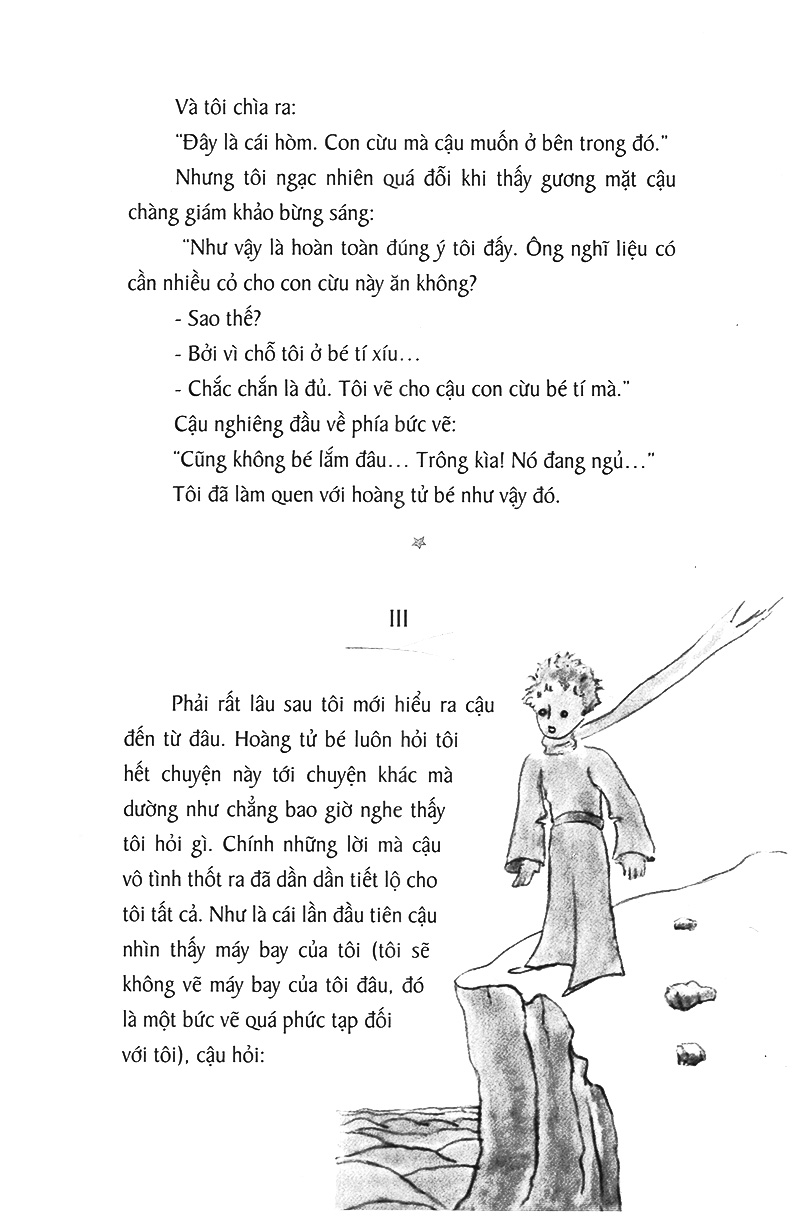 Và tôi chìa ra:
"Đây là cái hòm. Con cừu mà cậu muốn ở bên trong đó."
Nhưng tôi ngạc nhiên quá đỗi khi thấy gương mặt cậu
chàng giám khảo bừng sáng:
"Như vậy là hoàn toàn đúng ý tôi đấy. Ông nghĩ liệu có
cần nhiều cỏ cho con cừu này ăn không?
- Sao thế?
- Bởi vì chỗ tôi ở bé tí xíu...
- Chắc chắn là đủ. Tôi vẽ cho cậu con cừu bé tí mà."
Cậu nghiêng đầu về phía bức vẽ:
"Cũng không bé lắm đâu... Trông kìa! Nó đang ngủ..."
Tôi đã làm quen với hoàng tử bé như vậy đó.
III
Phải rất lâu sau tôi mới hiểu ra cậu
đến từ đâu. Hoàng tử bé luôn hỏi tôi
hết chuyện này tới chuyện khác mà
dường như chẳng bao giờ nghe thấy
tôi hỏi gì. Chính những lời mà cậu
vô tình thốt ra đã dần dần tiết lộ cho
tôi tất cả. Như là cái lần đầu tiên cậu
nhìn thấy máy bay của tôi (tôi sẽ
không vẽ máy bay của tôi đâu, đó
là một bức vẽ quá phức tạp đối
với tôi), cậu hỏi: